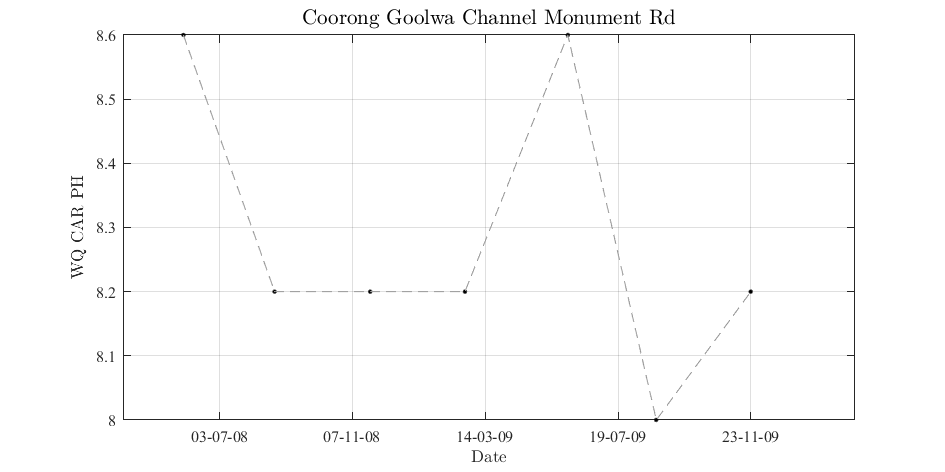 Coorong Goolwa Channel Monument Rd
8.6
8.5
8.4
8.3
8.2
8.1
8
WQ CAR PH
03-07-08 07-11-08 14-03-09 19-07-09 23-11-09
Date